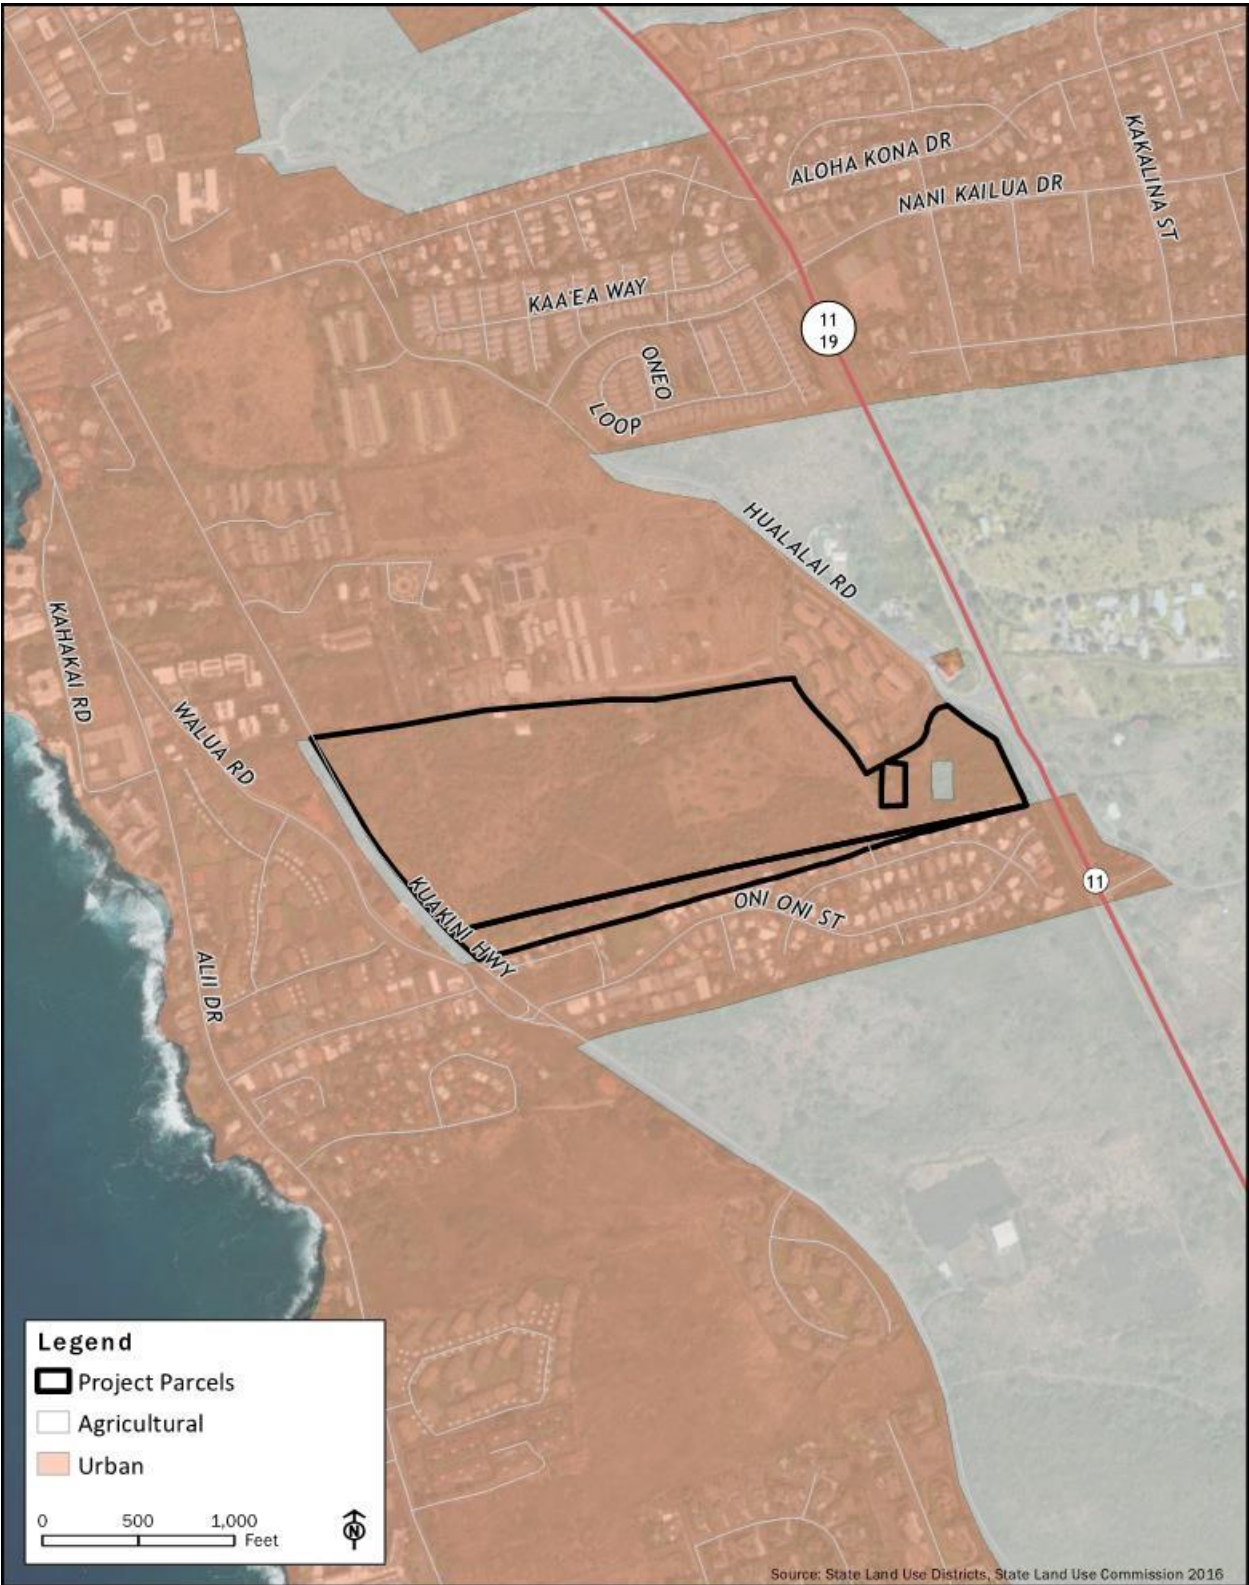 ALOHA KONA DR
KAKALINA ST
NANI KAILUA DR
KAA'EA WAY
11
19
ONEO
LOOP
HUALALAI RD
KAHAKAI RD
WALUA RD
11
KUAKINI HWY
ONI ONI ST
ALII DR
Legend
Project Parcels
Agricultural
Urban
0 500 1,000
Feet
N
Source: State Land Use Districts, State Land Use Commission 2016